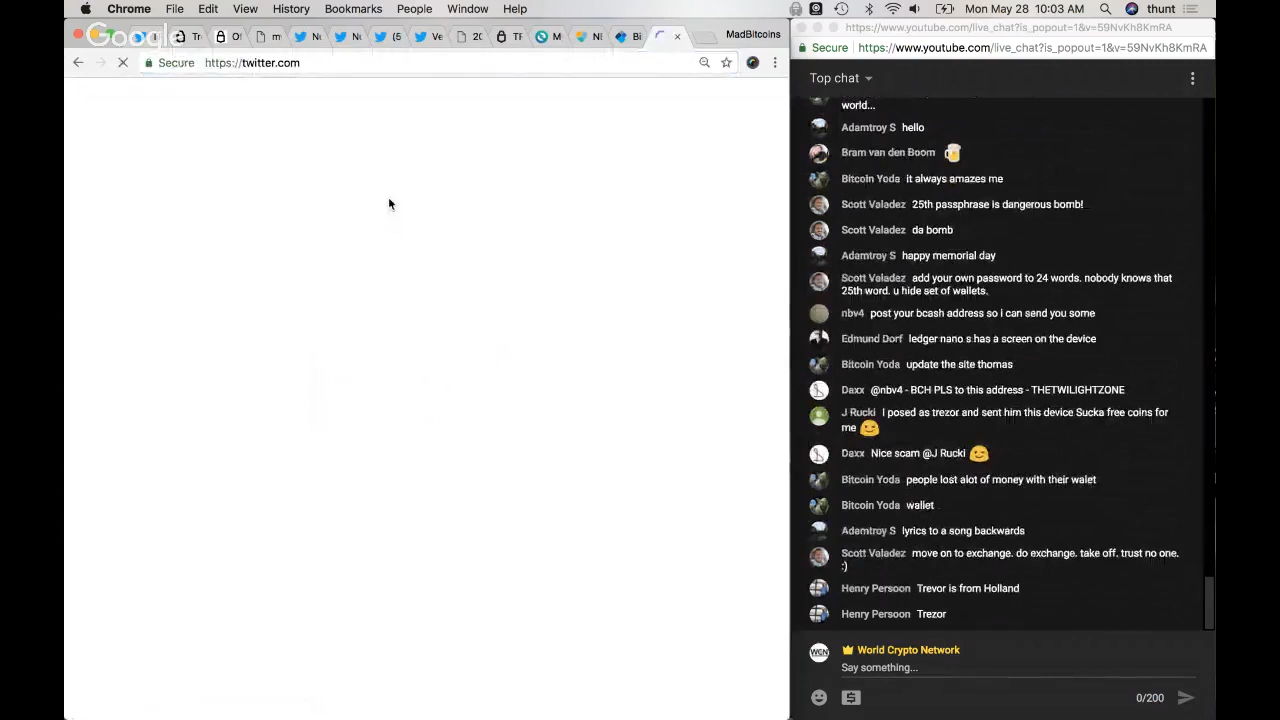 Chrome File Edit View History Bookmarks People Window Help
Mon May 28 10:03 AM thunt
Google
MadBitcoins
https://www.youtube.com/live_chat?is_popout=1&v=59NvKh8KmRA
Secure https://www.youtube.com/live_chat?is_popout=1&v=59NvKh8KmRA
Secure https://twitter.com
Top chat
world...
Adamtroy S hello
Bram van den Boom
Bitcoin Yoda it always amazes me
Scott Valadez 25th passphrase is dangerous bomb!
Scott Valadez da bomb
Adamtroy S happy memorial day
Scott Valadez add your own password to 24 words. nobody knows that
25th word. u hide set of wallets.
nbv4 post your bcash address so i can send you some
Edmund Dorf ledger nano s has a screen on the device
Bitcoin Yoda update the site thomas
Daxx @nbv4 - BCH PLS to this address - THETWILIGHTZONE
J Rucki I posed as trezor and sent him this device Sucka free coins for
me
Daxx Nice scam @J Rucki
Bitcoin Yoda people lost alot of money with their walet
Bitcoin Yoda wallet
Adamtroy S lyrics to a song backwards
Scott Valadez move on to exchange. do exchange. take off. trust no one.
:)
Henry Persoon Trevor is from Holland
Henry Persoon Trezor
WCN World Crypto Network
Say something...
0/200